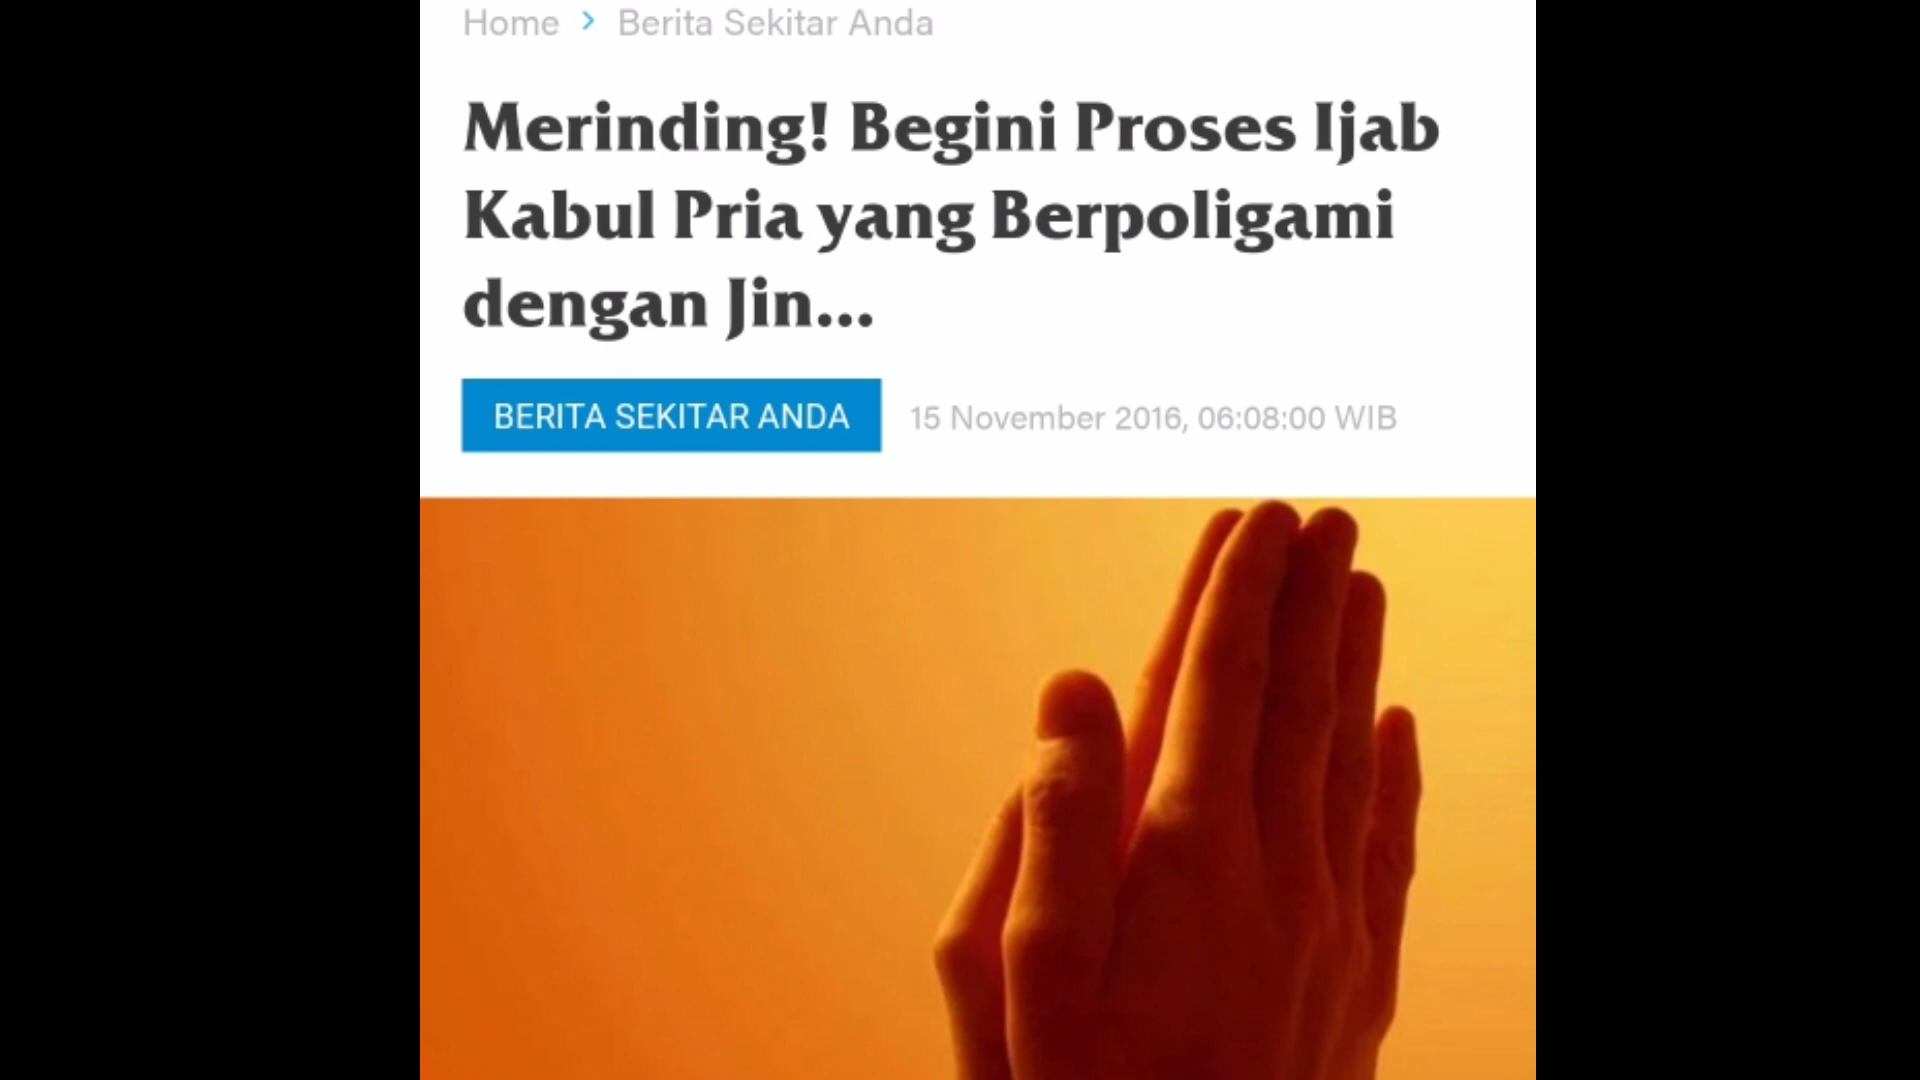 Home > Berita Sekitar Anda
Merinding! Begini Proses Ijab
Kabul Pria yang Berpoligami
dengan Jin...
BERITA SEKITAR ANDA 15 November 2016, 06:08:00 WIB